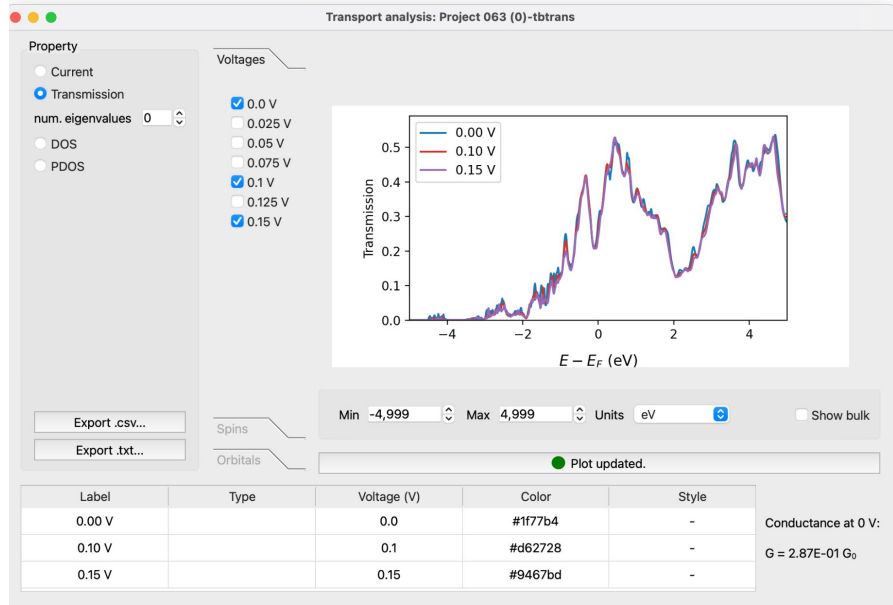 Transport analysis: Project 063 (0)-tbtrans
Property
Current
Transmission
num. eigenvalues 0
DOS
PDOS
Export .csv...
Export .txt...
Voltages
0.0 V
0.025 V
0.05 V
0.075 V
0.1 V
0.125 V
0.15 V
Spins
Orbitals
Transmission
0.5
0.4
0.3
0.2
0.1
0.0
0.00 V
0.10 V
0.15 V
−4 −2 0 2 4
E − E_F (eV)
Min -4,999 Max 4,999 Units eV Show bulk
Plot updated.
Label Type Voltage (V) Color Style
0.00 V 0.0 #1f77b4 -
0.10 V 0.1 #d62728 -
0.15 V 0.15 #9467bd -
Conductance at 0 V:
G = 2.87E-01 G₀